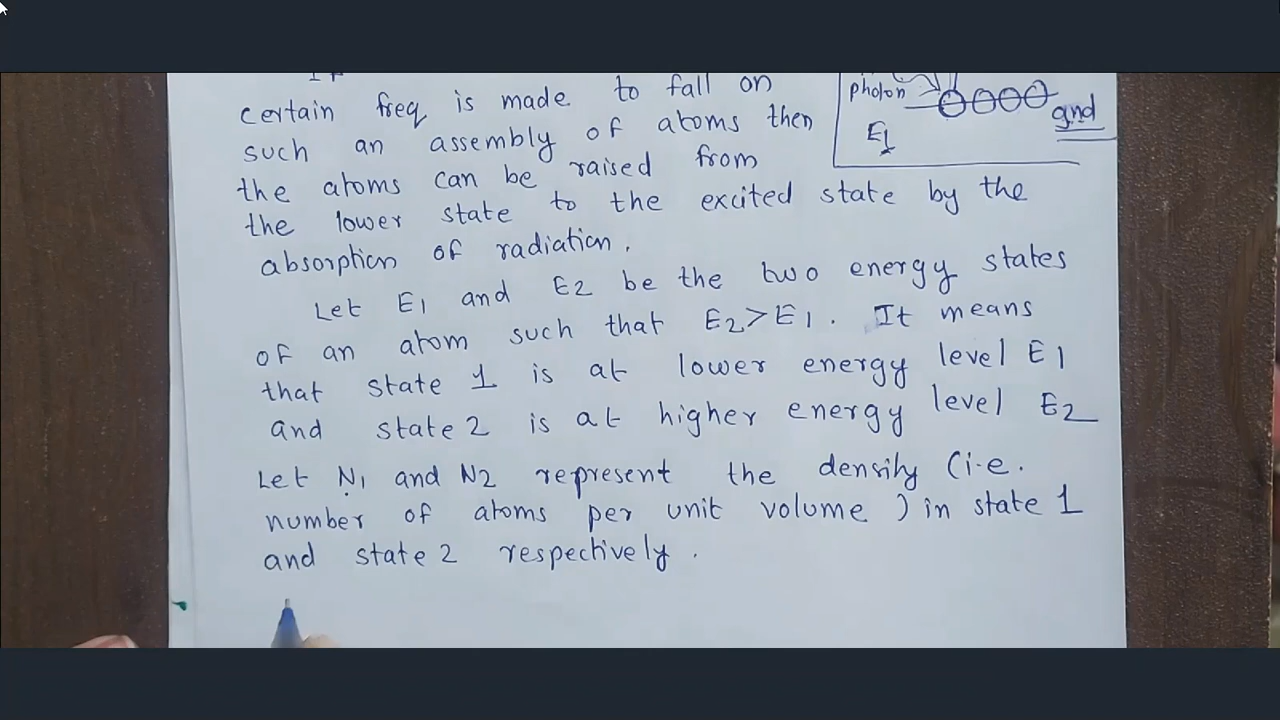 certain freq is made to fall on
such an assembly of atoms then
the atoms can be raised from
the lower state to the excited state by the
absorption of radiation.
Let E1 and E2 be the two energy states
of an atom such that E2>E1. It means
that state 1 is at lower energy level E1
and state 2 is at higher energy level E2
Let N1 and N2 represent the density (i.e.
number of atoms per unit volume ) in state 1
and state 2 respectively.
photon
gnd
E1